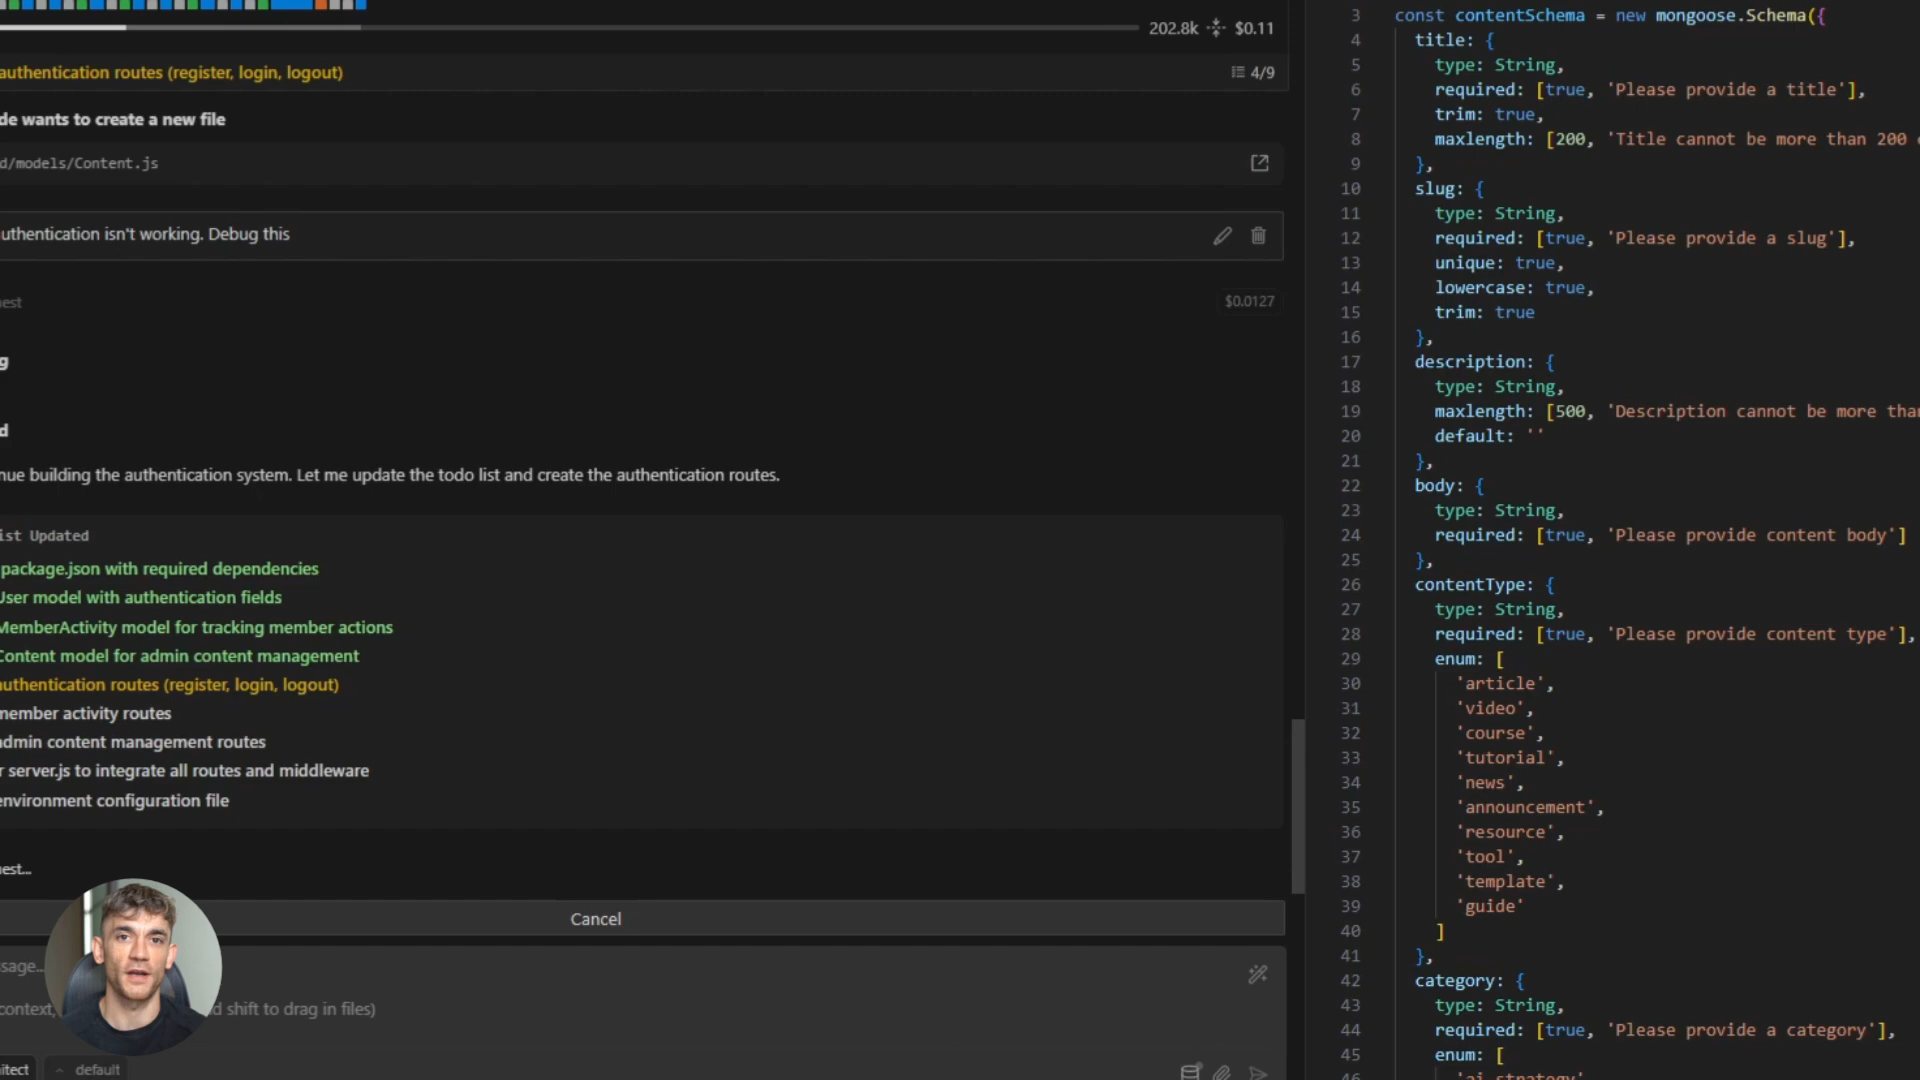 202.8k $0.11
authentication routes (register, login, logout)
4/9
de wants to create a new file
d/models/Content.js
uthentication isn't working. Debug this
est
$0.0127
g
d
nue building the authentication system. Let me update the todo list and create the authentication routes.
ist Updated
package.json with required dependencies
User model with authentication fields
MemberActivity model for tracking member actions
Content model for admin content management
authentication routes (register, login, logout)
member activity routes
admin content management routes
r server.js to integrate all routes and middleware
environment configuration file
est...
Cancel
sage...
context,
d shift to drag in files)
itect
default
3 const contentSchema = new mongoose.Schema({
4 title: {
5 type: String,
6 required: [true, 'Please provide a title'],
7 trim: true,
8 maxlength: [200, 'Title cannot be more than 200
9 },
10 slug: {
11 type: String,
12 required: [true, 'Please provide a slug'],
13 unique: true,
14 lowercase: true,
15 trim: true
16 },
17 description: {
18 type: String,
19 maxlength: [500, 'Description cannot be more than
20 default: ''
21 },
22 body: {
23 type: String,
24 required: [true, 'Please provide content body']
25 },
26 contentType: {
27 type: String,
28 required: [true, 'Please provide content type'],
29 enum: [
30 'article',
31 'video',
32 'course',
33 'tutorial',
34 'news',
35 'announcement',
36 'resource',
37 'tool',
38 'template',
39 'guide'
40 ]
41 },
42 category: {
43 type: String,
44 required: [true, 'Please provide a category'],
45 enum: [
46 'ai-strategy'